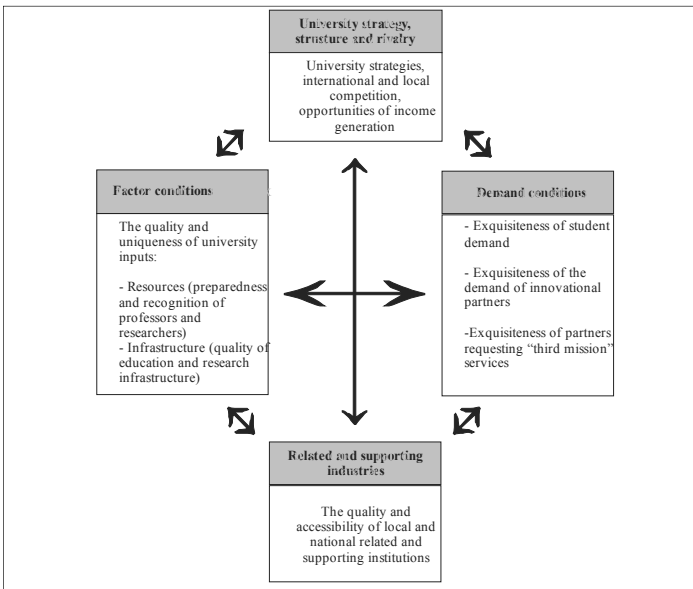 University strategy,
structure and rivalry
University strategies,
international and local
competition,
opportunities of income
generation
Factor conditions
The quality and
uniqueness of university
inputs:
- Resources (preparedness
and recognition of
professors and
researchers)
- Infrastructure (quality of
education and research
infrastructure)
Demand conditions
- Exquisiteness of student
demand
- Exquisiteness of the
demand of innovational
partners
-Exquisiteness of partners
requesting “third mission”
services
Related and supporting
industries
The quality and
accessibility of local and
national related and
supporting institutions